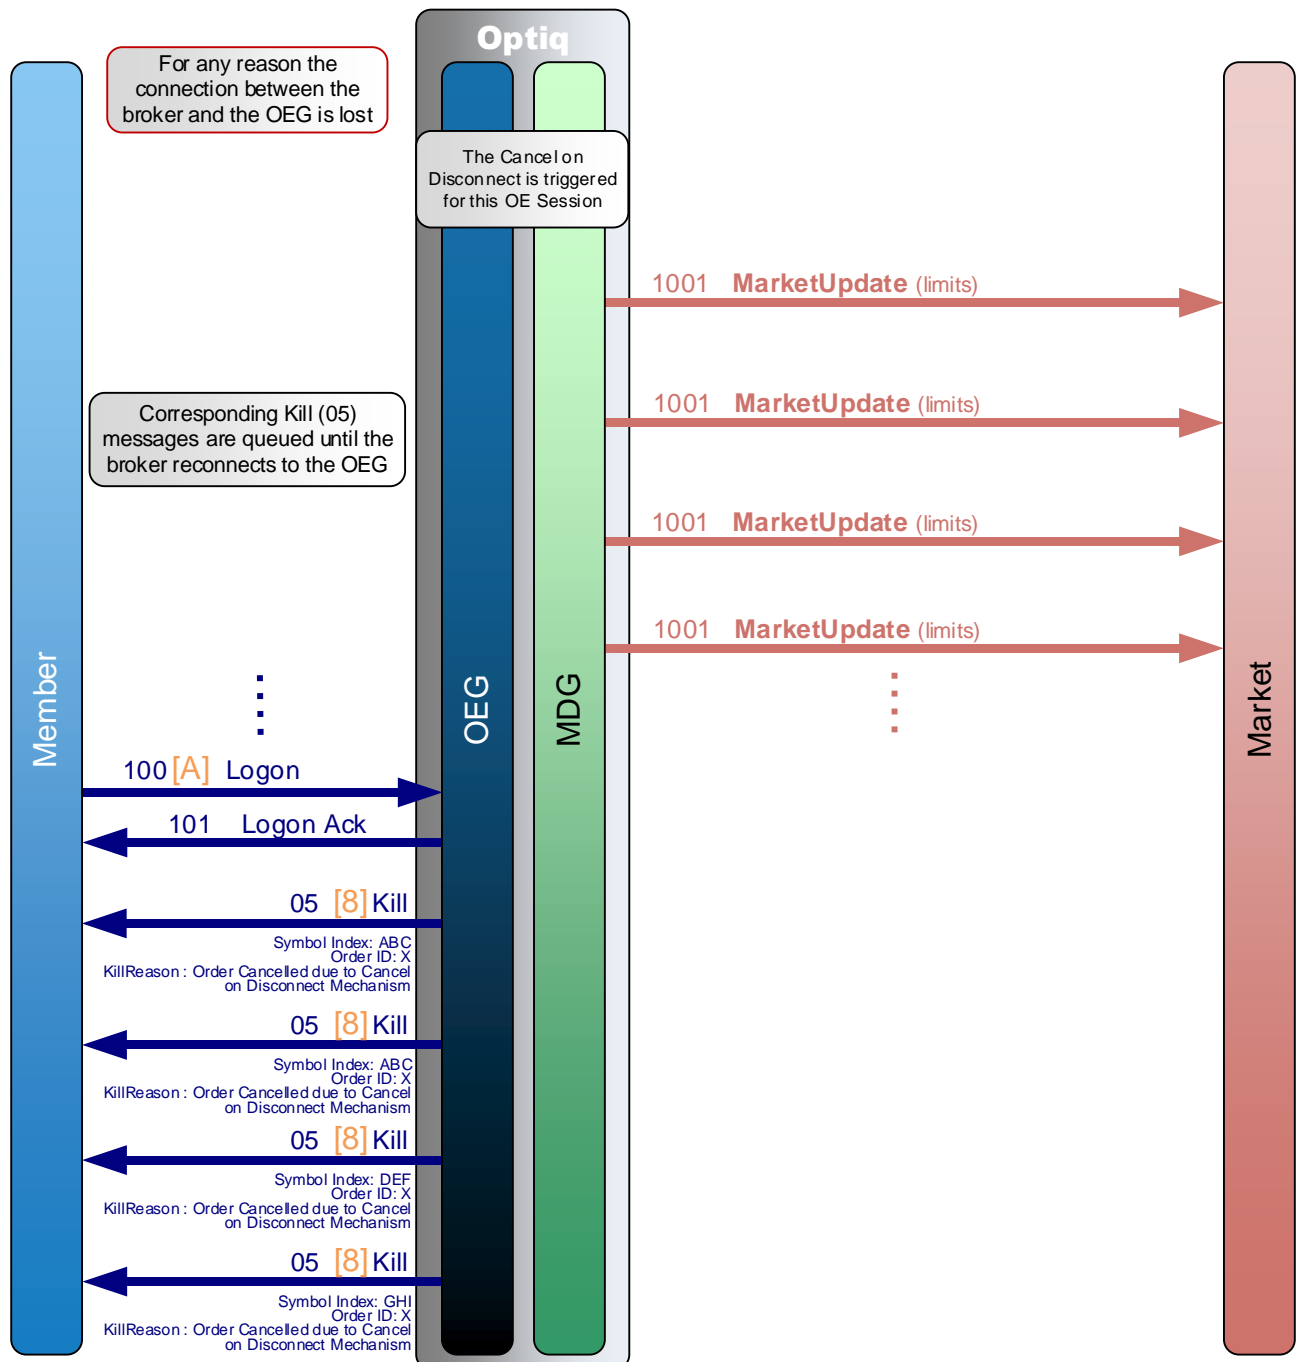 Optiq
For any reason the
connection between the
broker and the OEG is lost
The Cancel on
Disconnect is triggered
for this OE Session
1001 MarketUpdate (limits)
Corresponding Kill (05)
messages are queued until the
broker reconnects to the OEG
1001 MarketUpdate (limits)
1001 MarketUpdate (limits)
1001 MarketUpdate (limits)
Member
OEG
MDG
Market
100 [A] Logon
101 Logon Ack
05 [8] Kill
Symbol Index: ABC
Order ID: X
KillReason : Order Cancelled due to Cancel
on Disconnect Mechanism
05 [8] Kill
Symbol Index: ABC
Order ID: X
KillReason : Order Cancelled due to Cancel
on Disconnect Mechanism
05 [8] Kill
Symbol Index: DEF
Order ID: X
KillReason : Order Cancelled due to Cancel
on Disconnect Mechanism
05 [8] Kill
Symbol Index: GHI
Order ID: X
KillReason : Order Cancelled due to Cancel
on Disconnect Mechanism